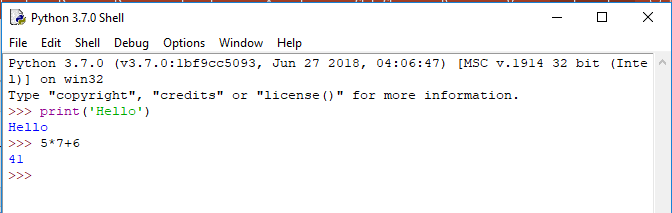 Python 3.7.0 Shell
File Edit Shell Debug Options Window Help
Python 3.7.0 (v3.7.0:1bf9cc5093, Jun 27 2018, 04:06:47) [MSC v.1914 32 bit (Inte
l)] on win32
Type "copyright", "credits" or "license()" for more information.
>>> print('Hello')
Hello
>>> 5*7+6
41
>>>